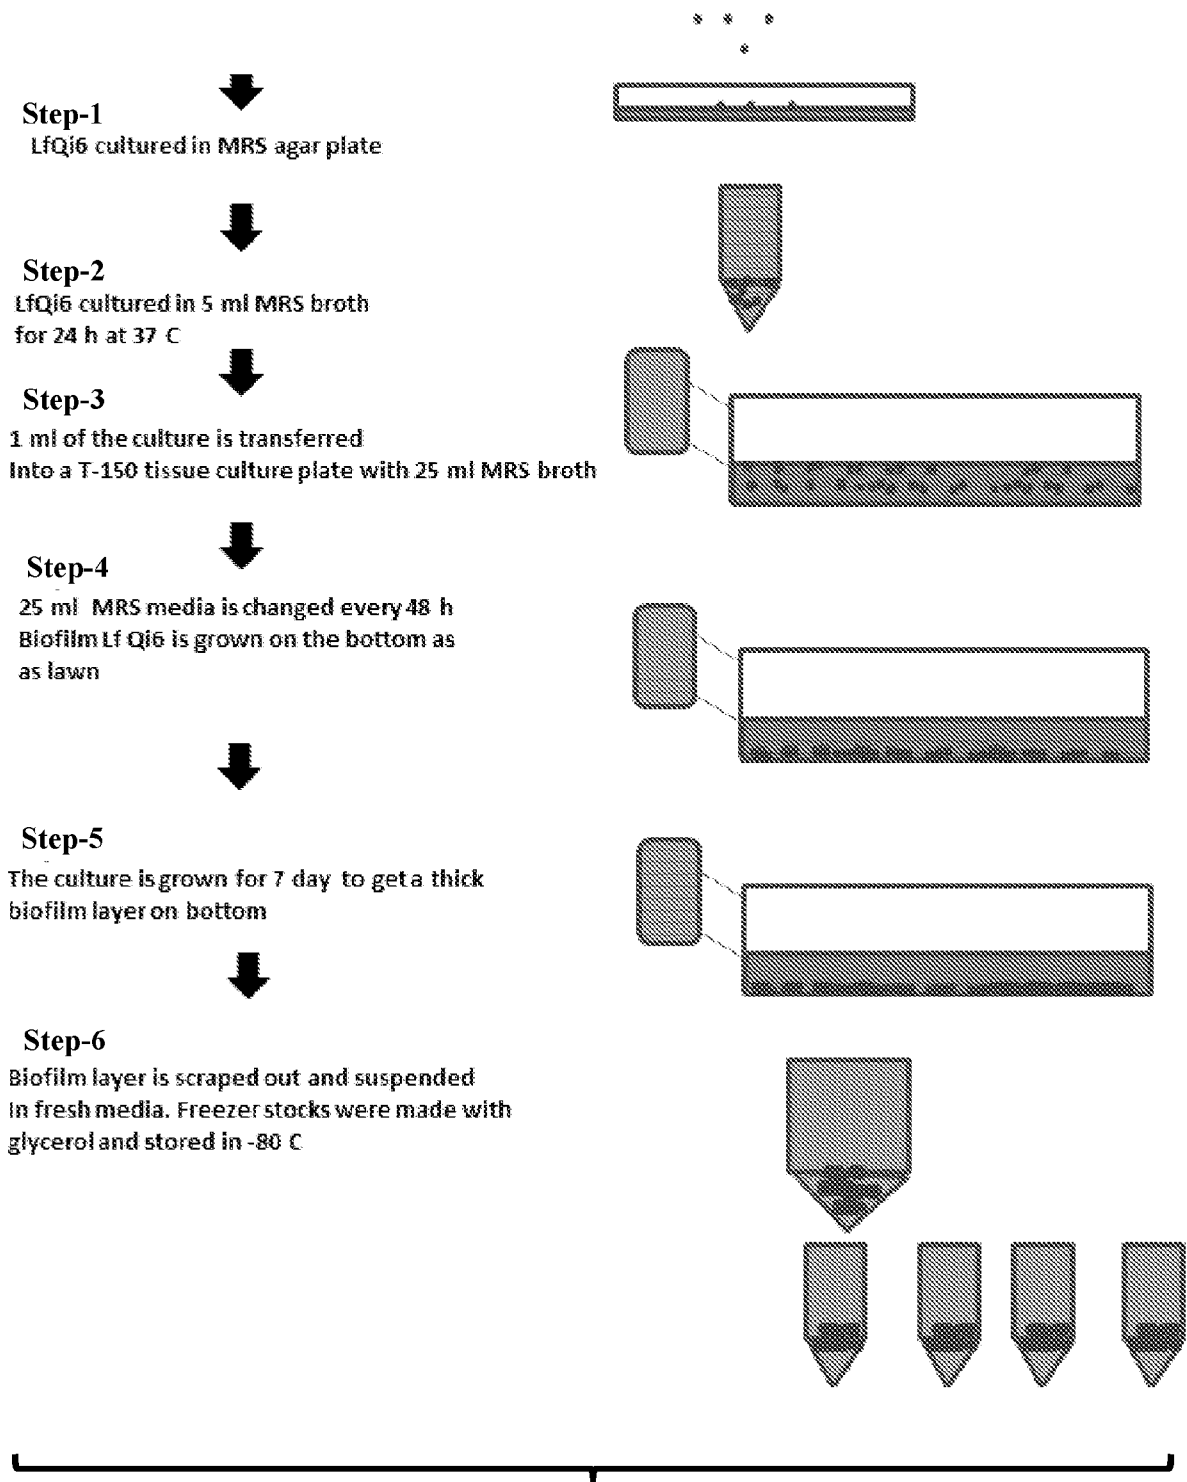 Step-1
LfQi6 cultured in MRS agar plate
Step-2
LfQi6 cultured in 5 ml MRS broth
for 24 h at 37 C
Step-3
1 ml of the culture is transferred
Into a T-150 tissue culture plate with 25 ml MRS broth
Step-4
25 ml MRS media is changed every 48 h
Biofilm Lf Qi6 is grown on the bottom as
as lawn
Step-5
The culture is grown for 7 day to get a thick
biofilm layer on bottom
Step-6
Biofilm layer is scraped out and suspended
In fresh media. Freezer stocks were made with
glycerol and stored in -80 C